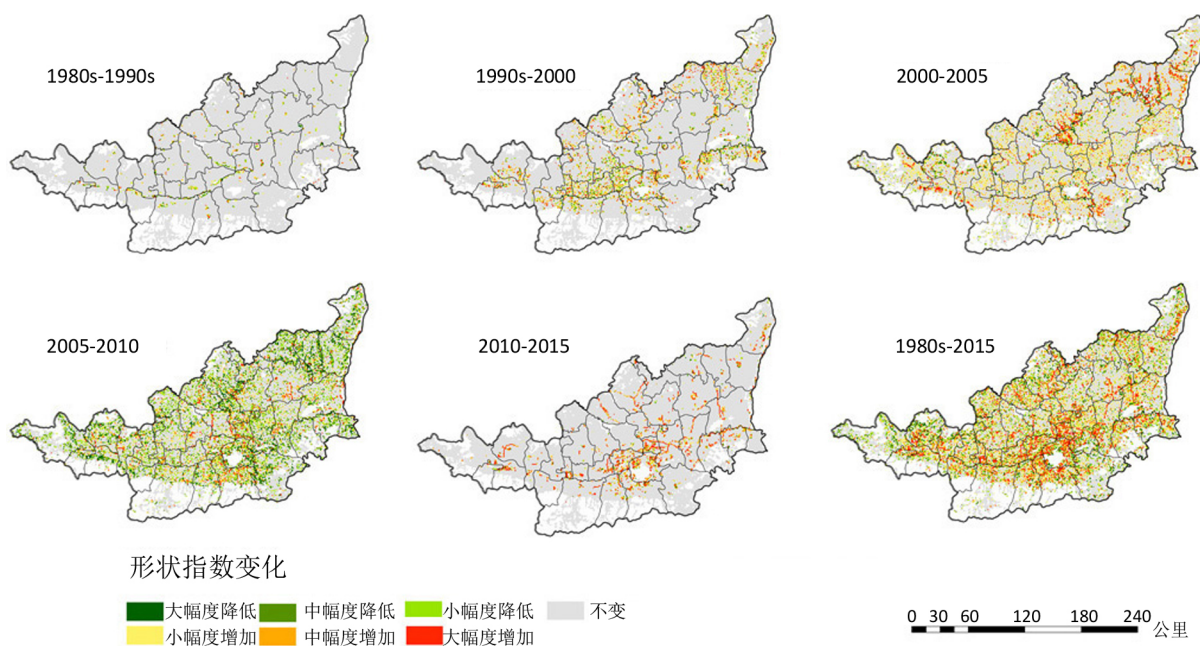 1980s-1990s
1990s-2000
2000-2005
2005-2010
2010-2015
1980s-2015
形状指数变化
大幅度降低 中幅度降低 小幅度降低 不变
小幅度增加 中幅度增加 大幅度增加
0 30 60 120 180 240
公里